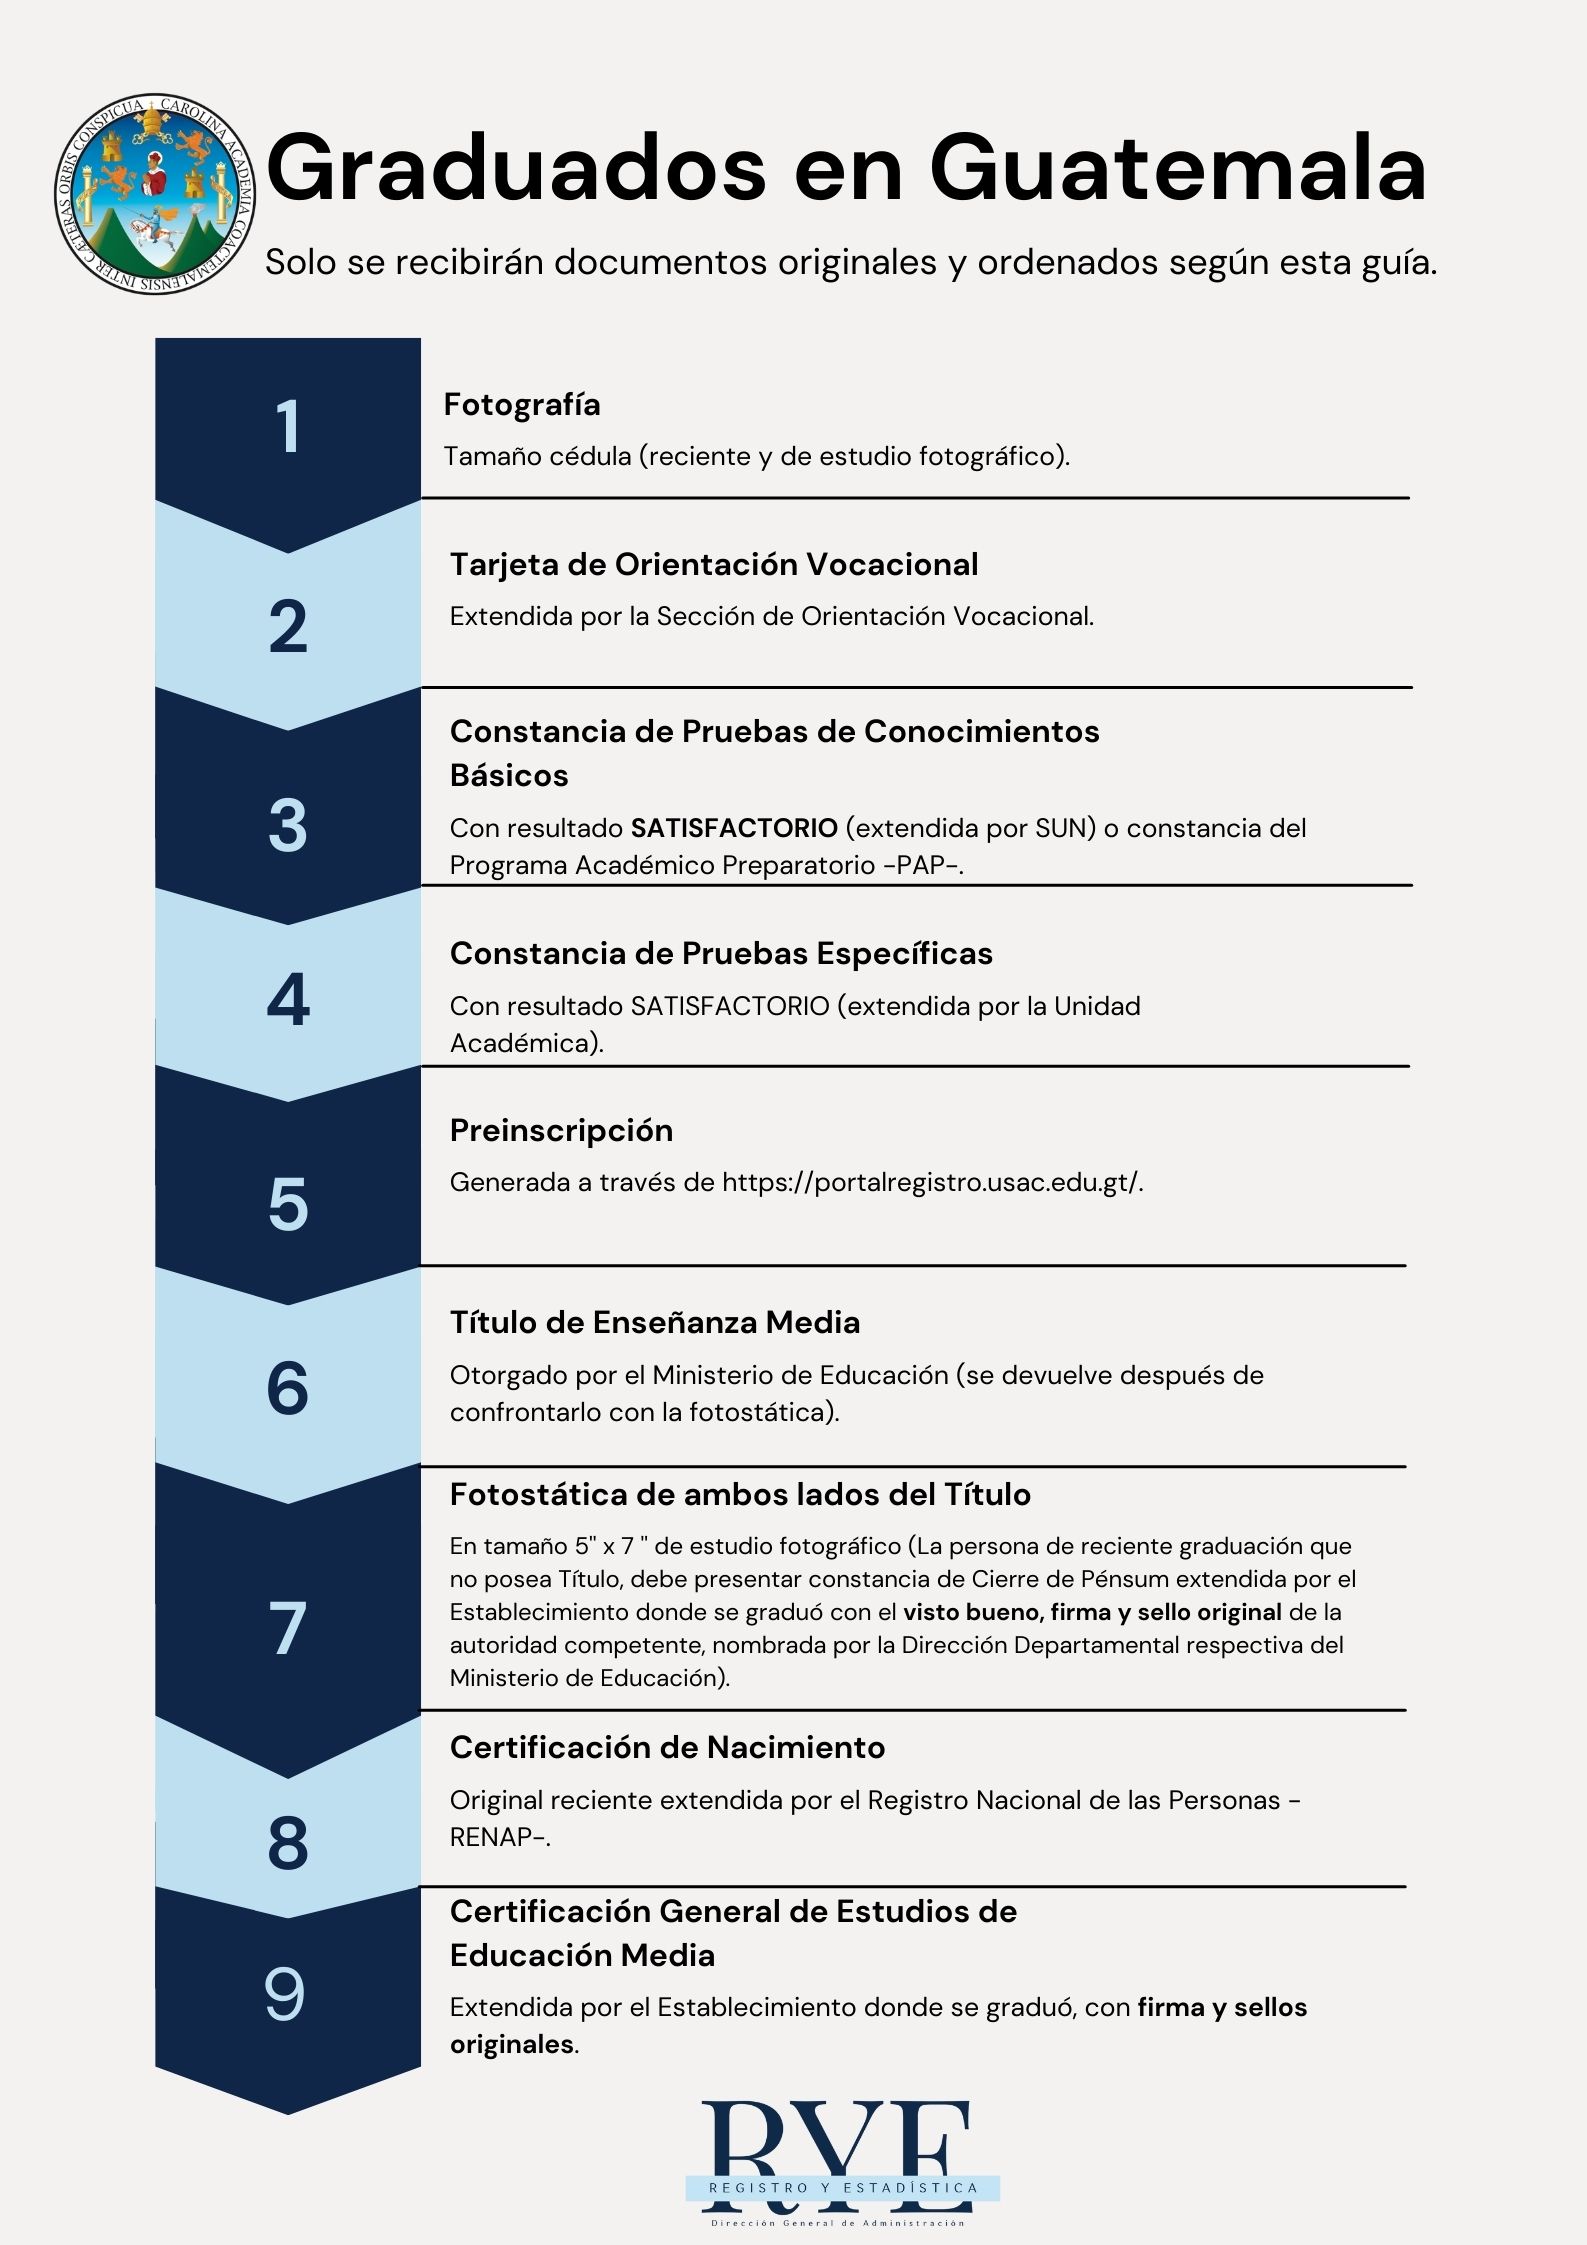 CAROLINA ACADEMIA COACTEMALENSIS INTER CÆTERAS ORBIS CONSPICUA
Graduados en Guatemala
Solo se recibirán documentos originales y ordenados según esta guía.
1
Fotografía
Tamaño cédula (reciente y de estudio fotográfico).
2
Tarjeta de Orientación Vocacional
Extendida por la Sección de Orientación Vocacional.
3
Constancia de Pruebas de Conocimientos
Básicos
Con resultado SATISFACTORIO (extendida por SUN) o constancia del
Programa Académico Preparatorio -PAP-.
4
Constancia de Pruebas Específicas
Con resultado SATISFACTORIO (extendida por la Unidad
Académica).
5
Preinscripción
Generada a través de https://portalregistro.usac.edu.gt/.
6
Título de Enseñanza Media
Otorgado por el Ministerio de Educación (se devuelve después de
confrontarlo con la fotostática).
7
Fotostática de ambos lados del Título
En tamaño 5" x 7 " de estudio fotográfico (La persona de reciente graduación que
no posea Título, debe presentar constancia de Cierre de Pénsum extendida por el
Establecimiento donde se graduó con el visto bueno, firma y sello original de la
autoridad competente, nombrada por la Dirección Departamental respectiva del
Ministerio de Educación).
8
Certificación de Nacimiento
Original reciente extendida por el Registro Nacional de las Personas -
RENAP-.
9
Certificación General de Estudios de
Educación Media
Extendida por el Establecimiento donde se graduó, con firma y sellos
originales.
RYE
REGISTRO Y ESTADÍSTICA
Dirección General de Administración